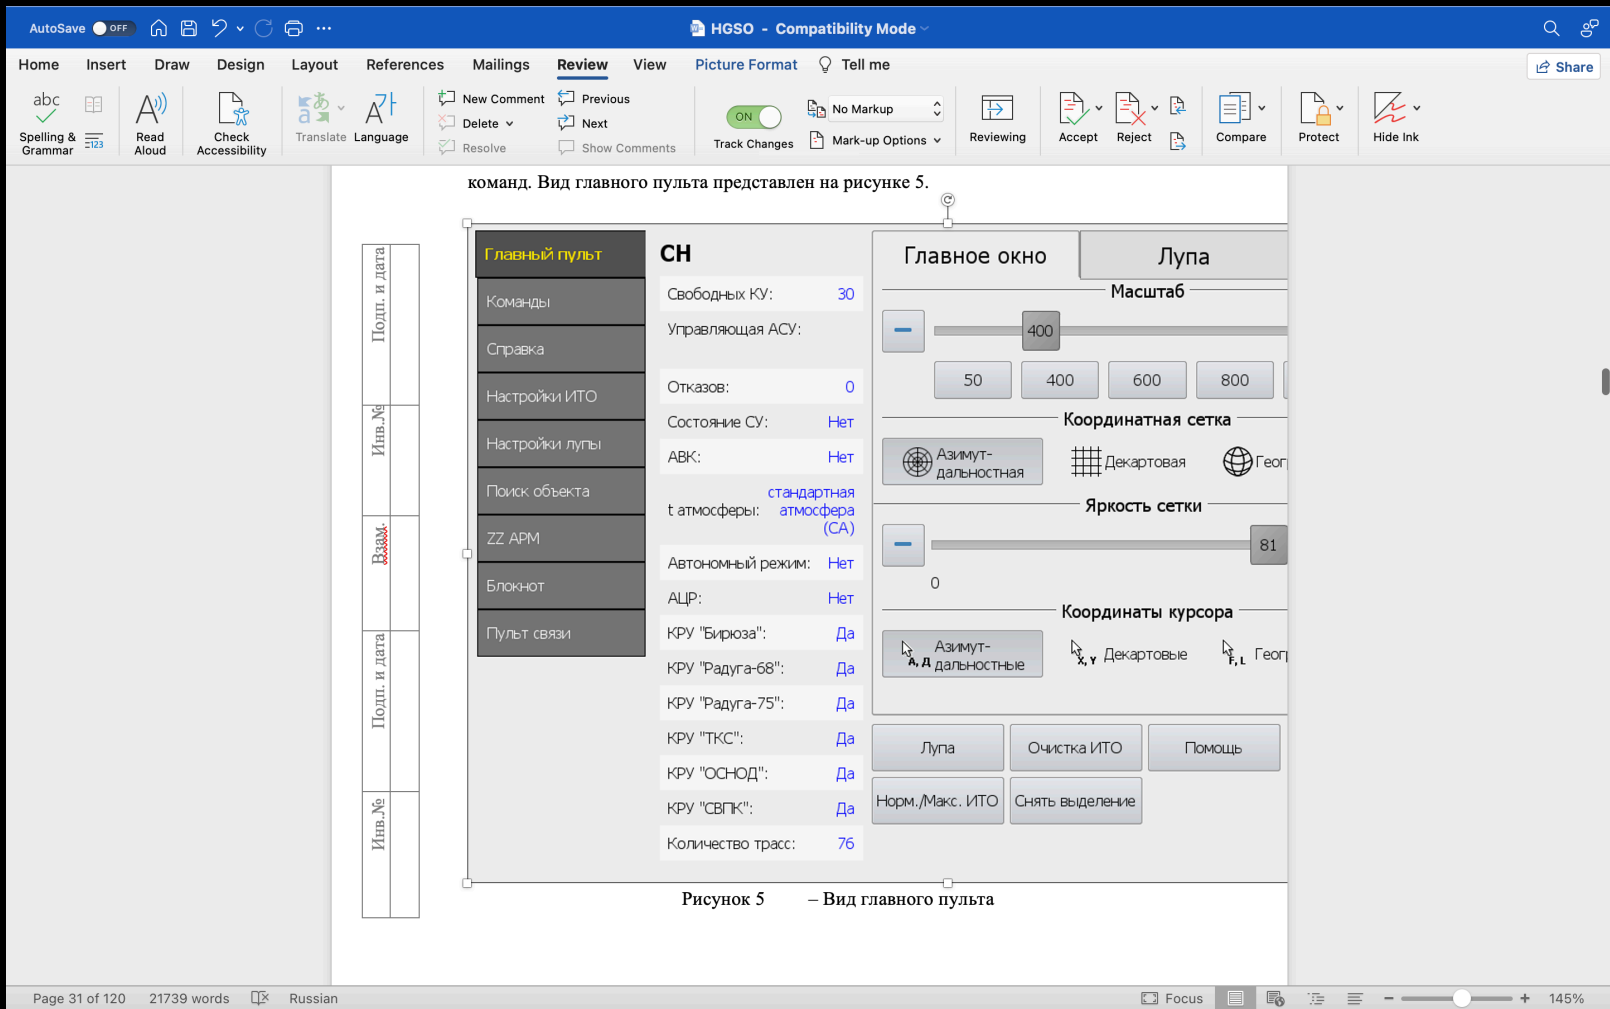 AutoSave OFF
HGSO - Compatibility Mode
Home Insert Draw Design Layout References Mailings Review View Picture Format Tell me
Share
abc
Spelling & Grammar
123
Read Aloud
Check Accessibility
Translate
Language
New Comment
Delete
Resolve
Previous
Next
Show Comments
ON
Track Changes
No Markup
Mark-up Options
Reviewing
Accept
Reject
Compare
Protect
Hide Ink
команд. Вид главного пульта представлен на рисунке 5.
Подп. и дата
Инв.№
Взам.
Подп. и дата
Инв.№
Главный пульт
Команды
Справка
Настройки ИТО
Настройки лупы
Поиск объекта
ZZ АРМ
Блокнот
Пульт связи
СН
Свободных КУ: 30
Управляющая АСУ:
Отказов: 0
Состояние СУ: Нет
АВК: Нет
t атмосферы: стандартная
атмосфера
(СА)
Автономный режим: Нет
АЦР: Нет
КРУ "Бирюза": Да
КРУ "Радуга-68": Да
КРУ "Радуга-75": Да
КРУ "ТКС": Да
КРУ "ОСНОД": Да
КРУ "СВПК": Да
Количество трасс: 76
Главное окно Лупа
Масштаб
400
50 400 600 800
Координатная сетка
Азимут-
дальностная
Декартовая
Геог
Яркость сетки
81
0
Координаты курсора
А, Д
Азимут-
дальностные
X, Y
Декартовые
F, L
Геог
Лупа Очистка ИТО Помощь
Норм./Макс. ИТО Снять выделение
Рисунок 5 – Вид главного пульта
Page 31 of 120 21739 words Russian Focus 145%